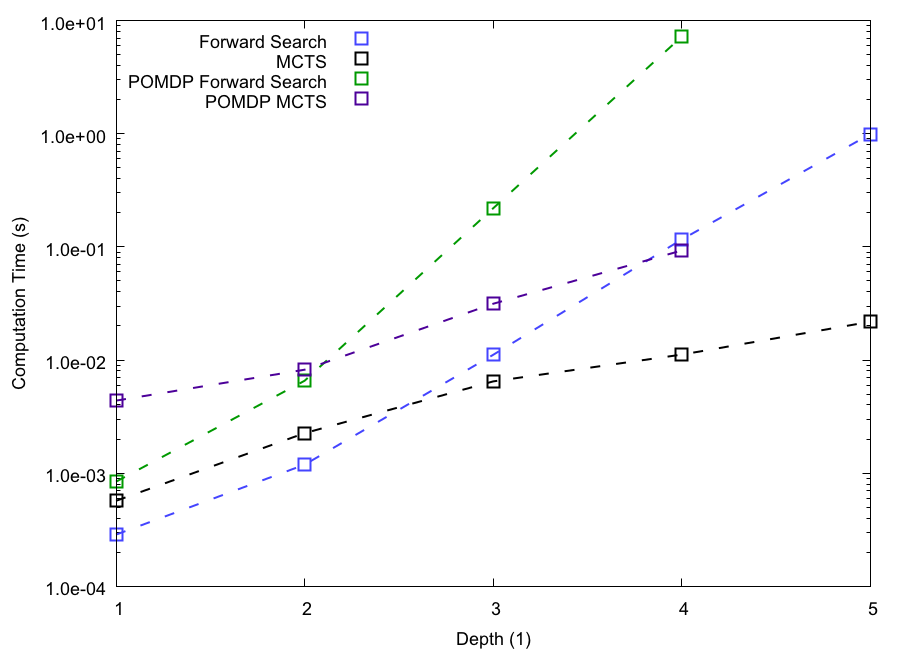 1.0e+01
Forward Search
MCTS
POMDP Forward Search
POMDP MCTS
1.0e+00
1.0e-01
1.0e-02
1.0e-03
1.0e-04
Computation Time (s)
1 2 3 4 5
Depth (1)